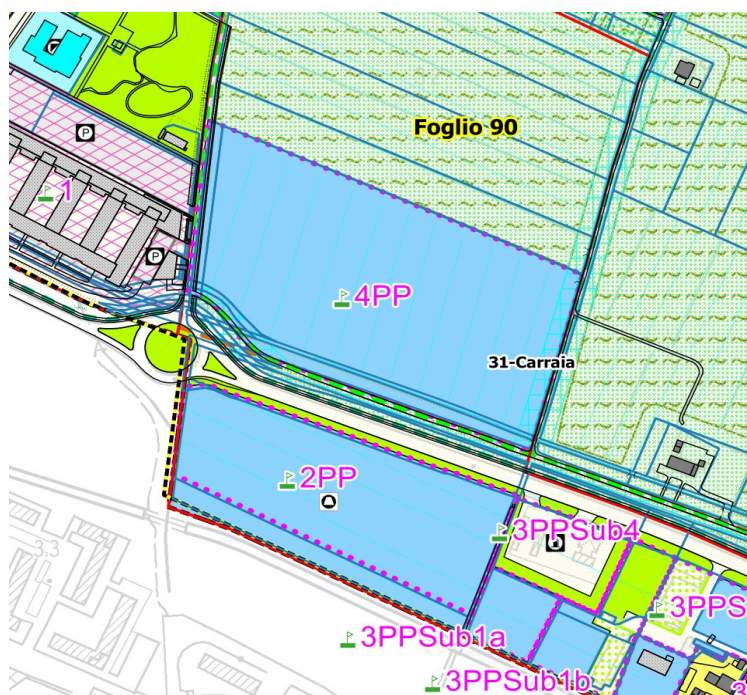 P
Foglio 90
1
P
4PP
31-Carraia
2PP
3PPSub4
3.3
3PPS
3PPSub1a
3PPSub1b